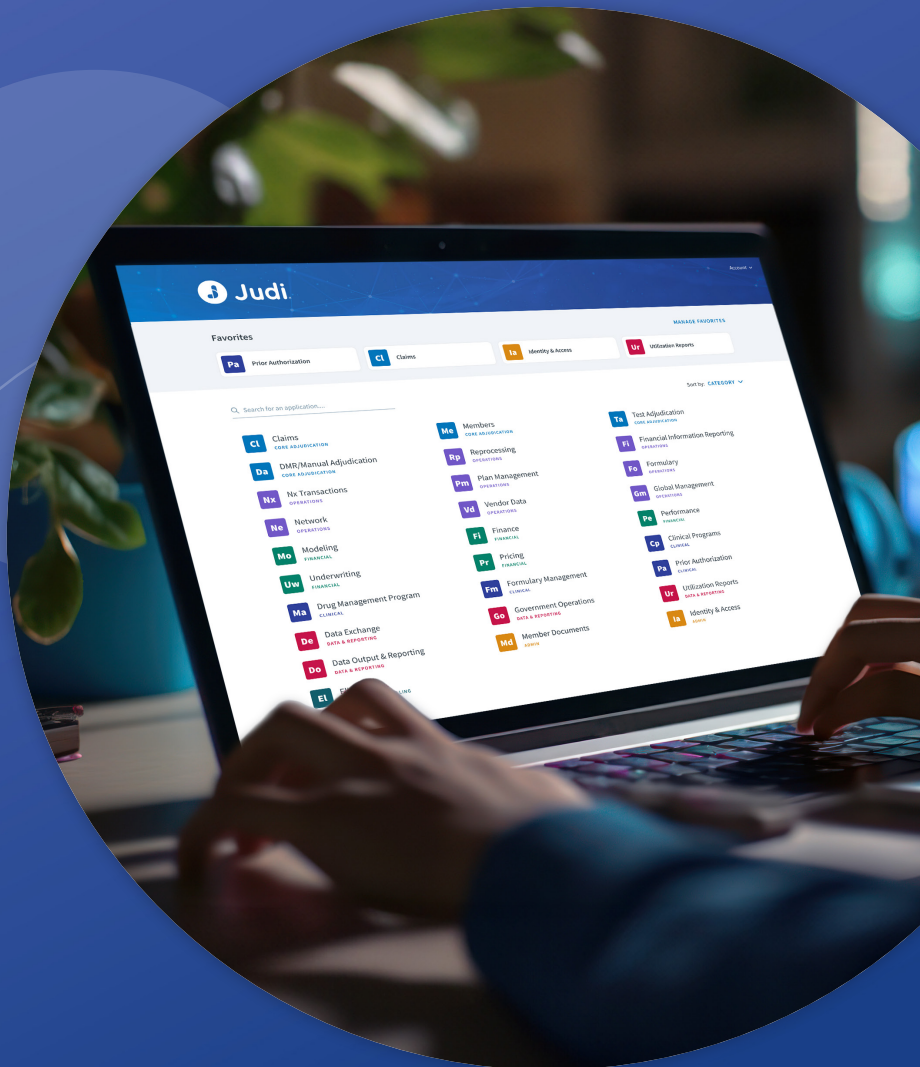 Judi.
Account
Favorites
MANAGE FAVORITES
Pa Prior Authorization
Cl Claims
Ia Identity & Access
Ur Utilization Reports
Search for an application....
Sort by: CATEGORY
Cl Claims
CORE ADJUDICATION
Da DMR/Manual Adjudication
CORE ADJUDICATION
Nx Nx Transactions
OPERATIONS
Ne Network
OPERATIONS
Mo Modeling
FINANCIAL
Uw Underwriting
FINANCIAL
Ma Drug Management Program
CLINICAL
De Data Exchange
DATA & REPORTING
Do Data Output & Reporting
DATA & REPORTING
El
Me Members
CORE ADJUDICATION
Rp Reprocessing
OPERATIONS
Pm Plan Management
OPERATIONS
Vd Vendor Data
OPERATIONS
Fi Finance
FINANCIAL
Pr Pricing
FINANCIAL
Fm Formulary Management
CLINICAL
Go Government Operations
DATA & REPORTING
Md Member Documents
ADMIN
Ta Test Adjudication
CORE ADJUDICATION
Fi Financial Information Reporting
OPERATIONS
Fo Formulary
OPERATIONS
Gm Global Management
OPERATIONS
Pe Performance
FINANCIAL
Cp Clinical Programs
CLINICAL
Pa Prior Authorization
CLINICAL
Ur Utilization Reports
DATA & REPORTING
Ia Identity & Access
ADMIN